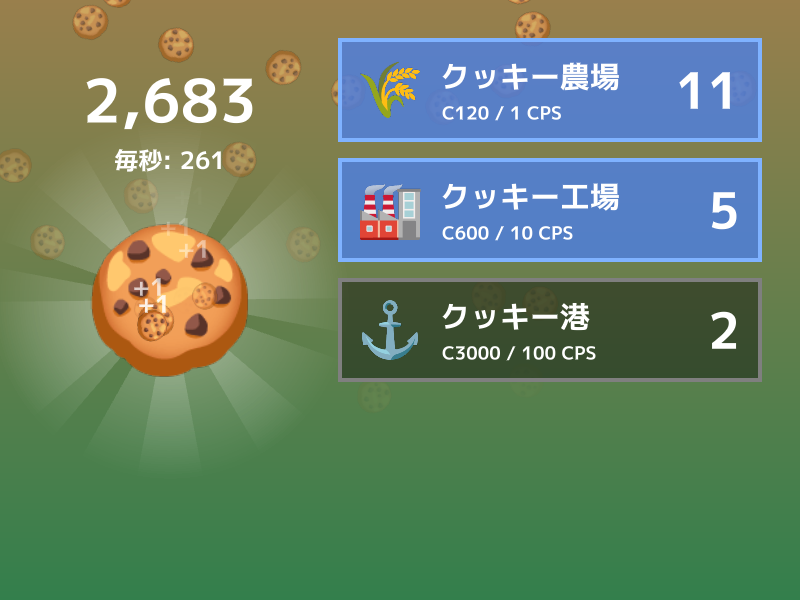 2,683
毎秒: 261
+1
+1
+1
+1
クッキー農場
C120 / 1 CPS
11
クッキー工場
C600 / 10 CPS
5
クッキー港
C3000 / 100 CPS
2